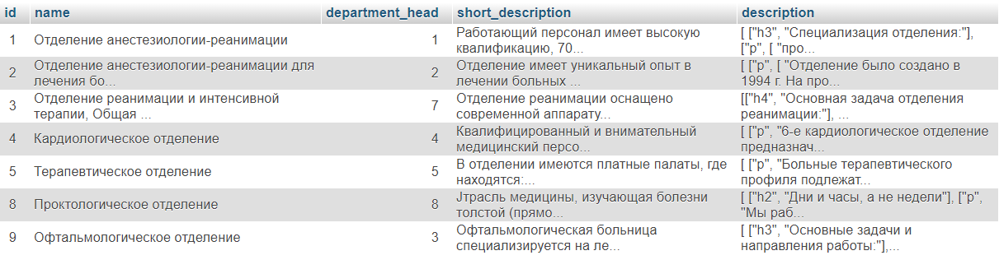 id name department_head short_description description
1 Отделение анестезиологии-реанимации 1 Работающий персонал имеет высокую квалификацию, 70... [ ["h3", "Специализация отделения:"], ["p", [ "про...
2 Отделение анестезиологии-реанимации для лечения бо... 2 Отделение имеет уникальный опыт в лечении больных ... [ ["p", [ "Отделение было создано в 1994 г. На про...
3 Отделение реанимации и интенсивной терапии, Общая ... 7 Отделение реанимации оснащено современной аппарату... [["h4", "Основная задача отделения реанимации:"], ...
4 Кардиологическое отделение 4 Квалифицированный и внимательный медицинский персо... [ ["p", "6-е кардиологическое отделение предназнач...
5 Терапевтическое отделение 5 В отделении имеются платные палаты, где находятся:... [ ["p", "Больные терапевтического профиля подлежат...
8 Проктологическое отделение 8 Jтрасль медицины, изучающая болезни толстой (прямо... [ ["h2", "Дни и часы, а не недели"], ["p", "Мы раб...
9 Офтальмологическое отделение 3 Офтальмологическая больница специализируется на ле... [ ["h3", "Основные задачи и направления работы:"],...